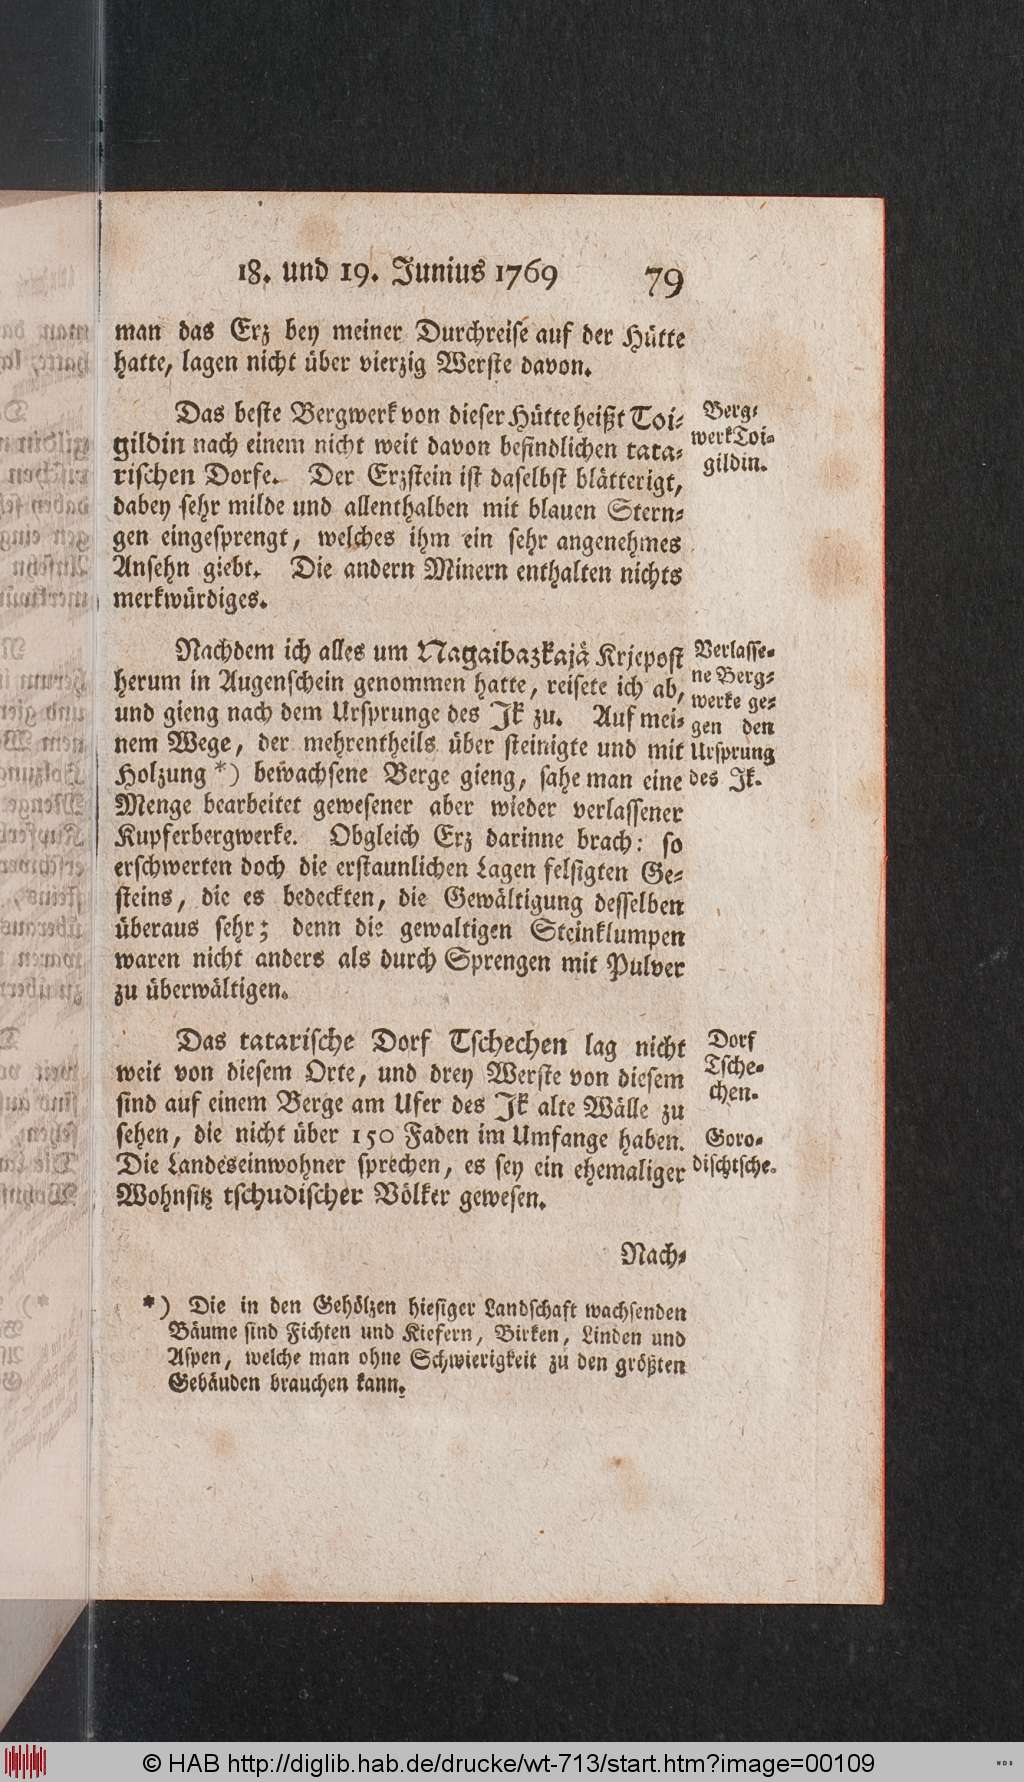 18. und 19. Junius 1769 79
man das Erz bey meiner Durchreise auf der Hütte
hatte, lagen nicht über vierzig Werste davon.
Das beste Bergwerk von dieser Hütte heißt Toi-
gildin nach einem nicht weit davon befindlichen tata-
rischen Dorfe. Der Erzstein ist daselbst blätterigt,
dabey sehr milde und allenthalben mit blauen Stern-
gen eingesprengt, welches ihm ein sehr angenehmes
Ansehn giebt. Die andern Minern enthalten nichts
merkwürdiges.
Berg-
werk Toi-
gildin.
Nachdem ich alles um Nagaibazkajä Krjepost
herum in Augenschein genommen hatte, reisete ich ab,
und gieng nach dem Ursprunge des Jk zu. Auf mei-
nem Wege, der mehrentheils über steinigte und mit
Holzung *) bewachsene Berge gieng, sahe man eine
Menge bearbeitet gewesener aber wieder verlassener
Kupferbergwerke. Obgleich Erz darinne brach: so
erschwerten doch die erstaunlichen Lagen felsigten Ge-
steins, die es bedeckten, die Gewältigung desselben
überaus sehr; denn die gewaltigen Steinklumpen
waren nicht anders als durch Sprengen mit Pulver
zu überwältigen.
Verlasse-
ne Berg-
werke ge-
gen den
Ursprung
des Jk.
Das tatarische Dorf Tschechen lag nicht
weit von diesem Orte, und drey Werste von diesem
sind auf einem Berge am Ufer des Jk alte Wälle zu
sehen, die nicht über 150 Faden im Umfange haben.
Die Landeseinwohner sprechen, es sey ein ehemaliger
Wohnsitz tschudischer Völker gewesen.
Dorf
Tsche-
chen.
Goro-
dischtsche.
Nach-
*) Die in den Gehölzen hiesiger Landschaft wachsenden
Bäume sind Fichten und Kiefern, Birken, Linden und
Aspen, welche man ohne Schwierigkeit zu den größten
Gebäuden brauchen kann.
© HAB http://diglib.hab.de/drucke/wt-713/start.htm?image=00109